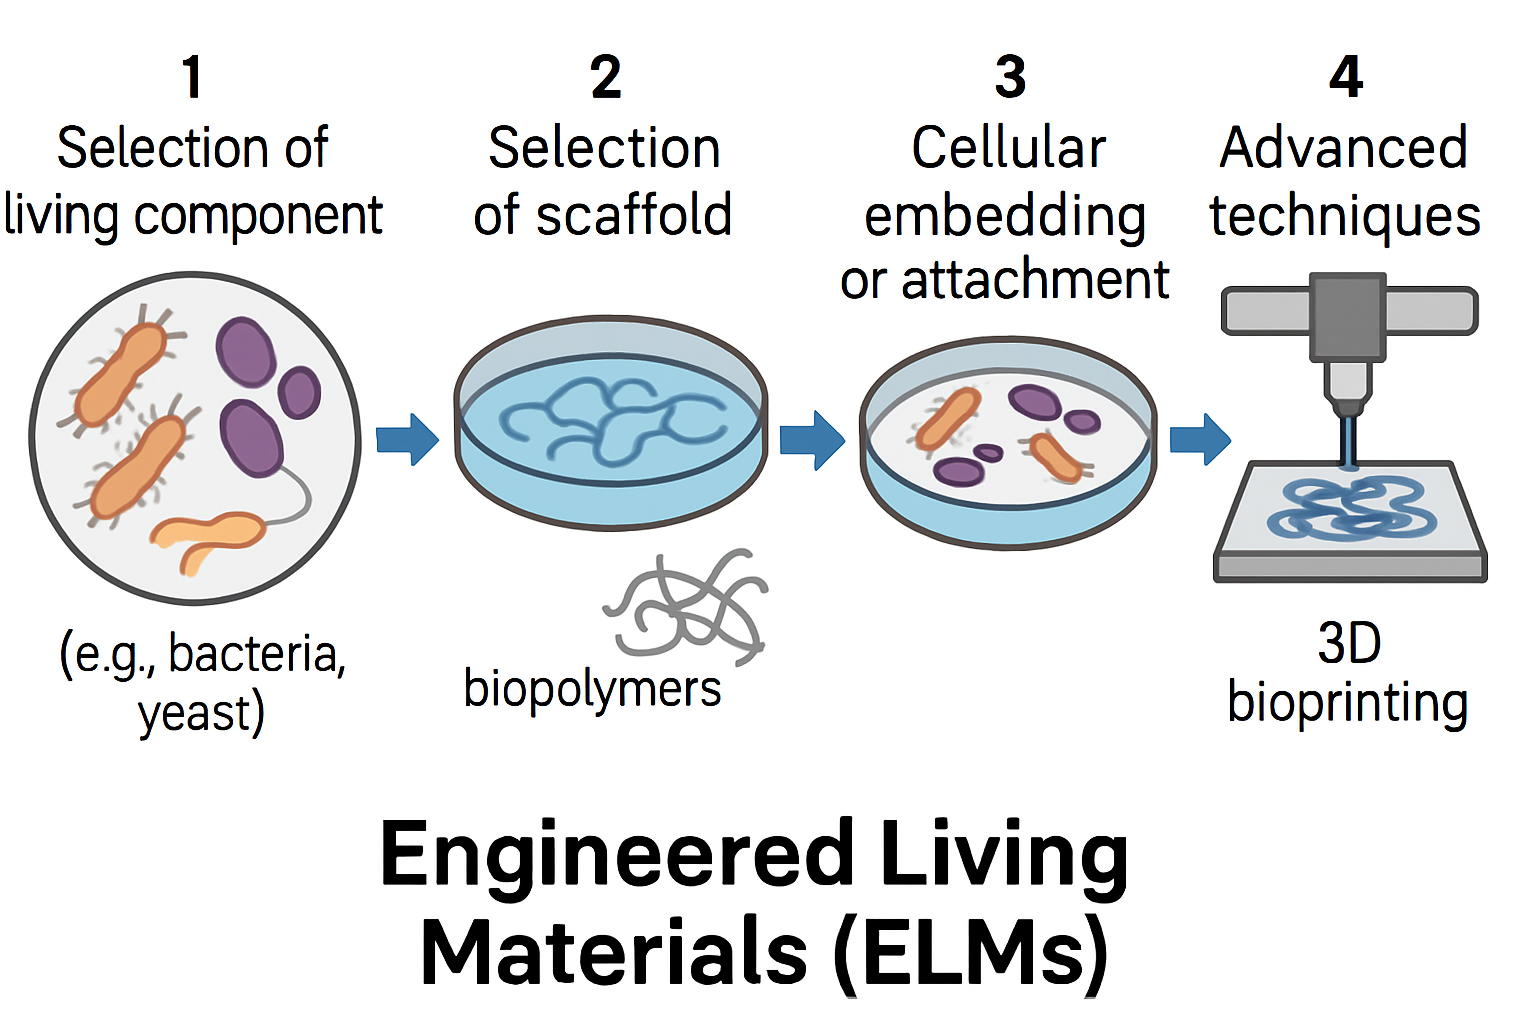 1
Selection of
living component
(e.g., bacteria,
yeast)
2
Selection
of scaffold
biopolymers
3
Cellular
embedding
or attachment
4
Advanced
techniques
3D
bioprinting
Engineered Living
Materials (ELMs)